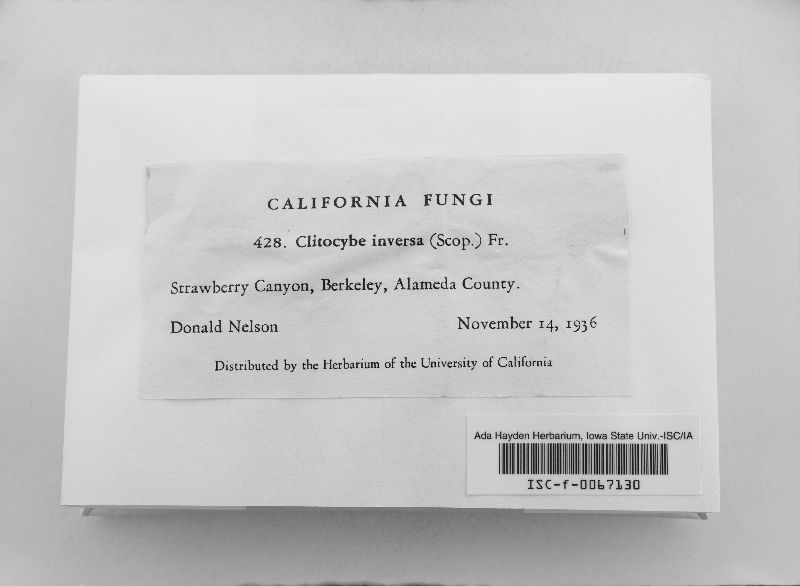 CALIFORNIA FUNGI
428. Clitocybe inversa (Scop.) Fr.
Strawberry Canyon, Berkeley, Alameda County.
Donald Nelson November 14, 1936
Distributed by the Herbarium of the University of California
Ada Hayden Herbarium, Iowa State Univ.-ISC/IA
ISC-f-0067130